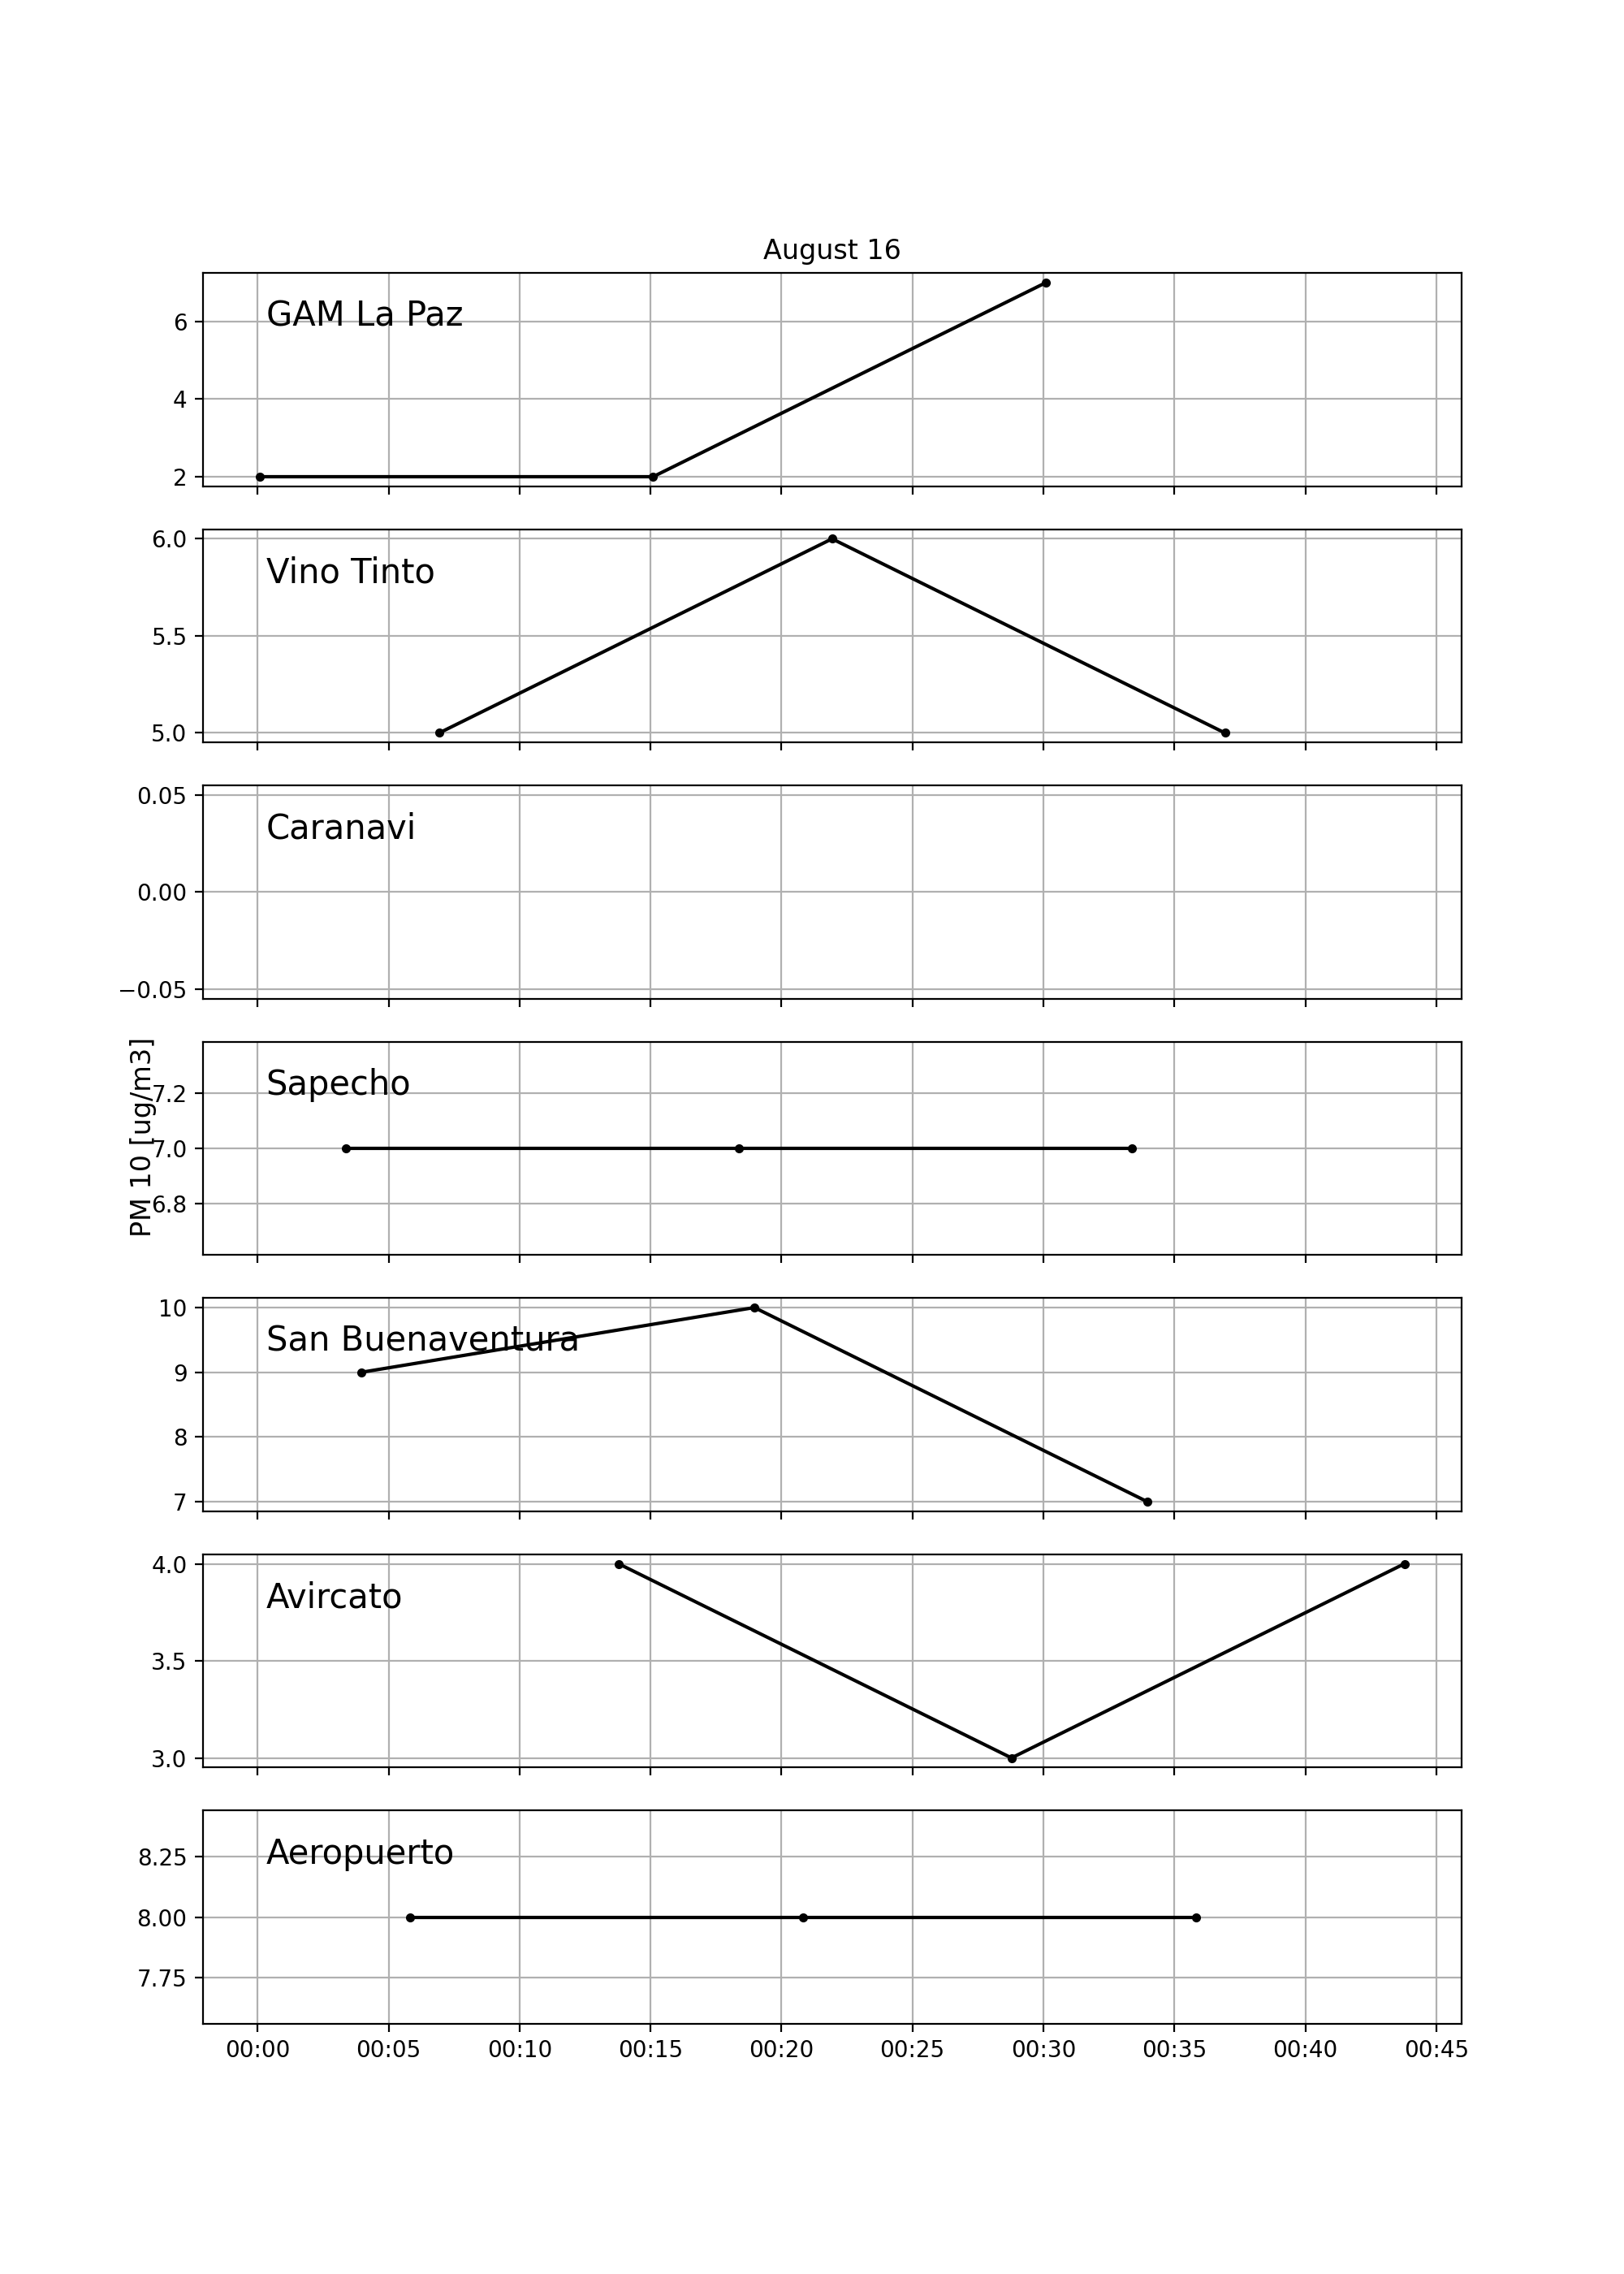 August 16
GAM La Paz
6
4
2
Vino Tinto
6.0
5.5
5.0
Caranavi
0.05
0.00
−0.05
PM 10 [ug/m3]
Sapecho
7.2
7.0
6.8
San Buenaventura
10
9
8
7
Avircato
4.0
3.5
3.0
Aeropuerto
8.25
8.00
7.75
00:00 00:05 00:10 00:15 00:20 00:25 00:30 00:35 00:40 00:45